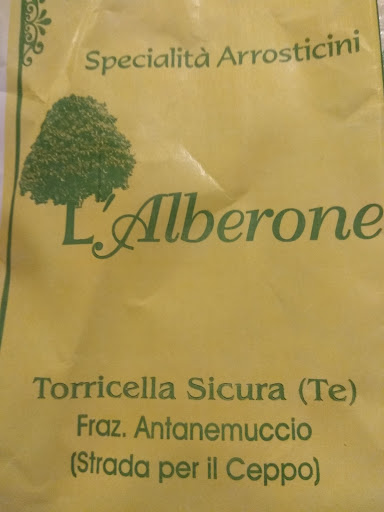 Specialità Arrosticini
L'Alberone
Torricella Sicura (Te)
Fraz. Antanemuccio
(Strada per il Ceppo)